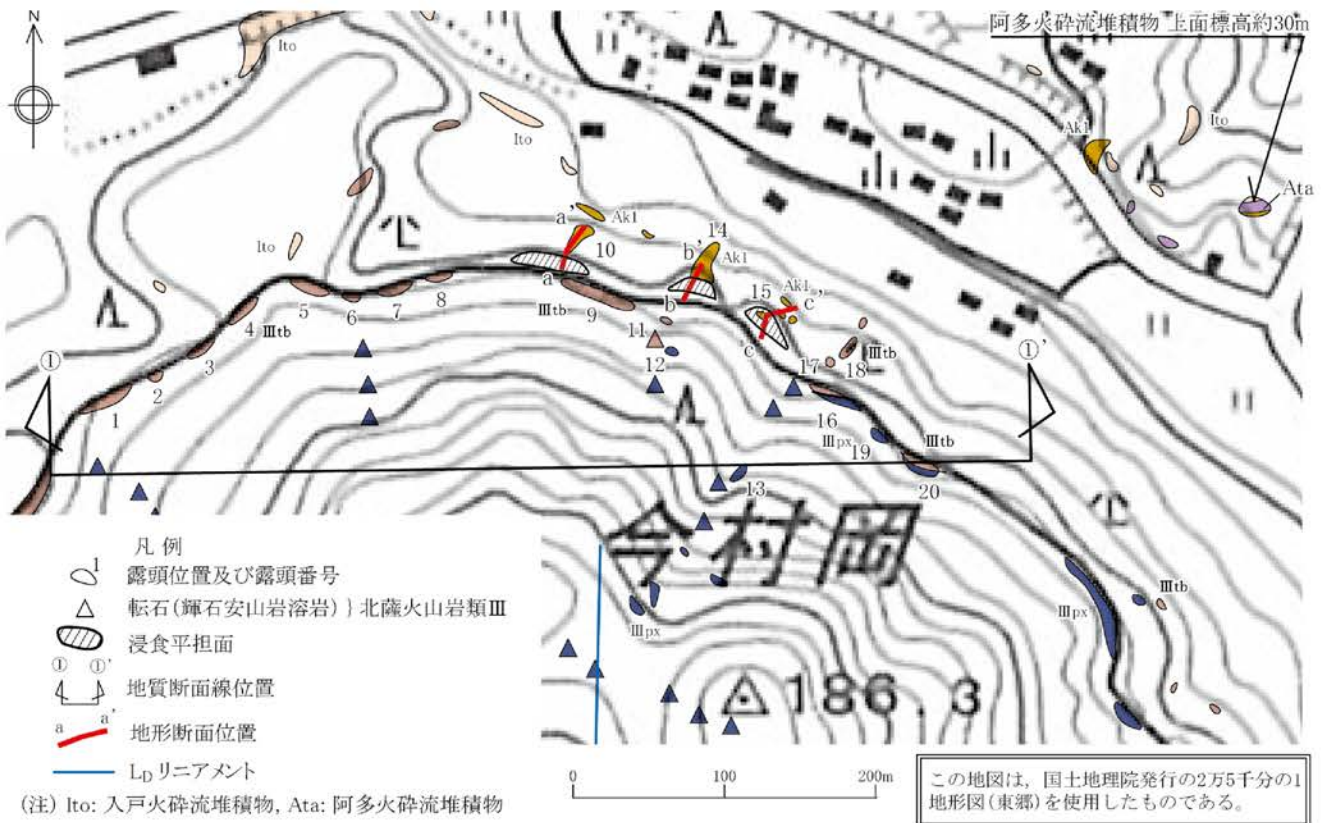 N
阿多火砕流堆積物 上面標高約30m
Ito
Ito
Ak1
Ito
Ata
a’
Ak1
10
b’
14
Ak1
Ito
a
15
Ak1
c’
b
5
6
7
8
Ⅲtb
9
c
4
Ⅲtb
11
17
Ⅲtb
18
3
12
①
①’
2
1
16
Ⅲpx
19
Ⅲtb
13
20
今村岡
凡 例
1
露頭位置及び露頭番号
転石(輝石安山岩溶岩) } 北薩火山岩類Ⅲ
浸食平担面
① ①’
地質断面線位置
a a’
地形断面位置
LD リニアメント
(注) Ito: 入戸火砕流堆積物, Ata: 阿多火砕流堆積物
Ⅲpx
Ⅲpx
Ⅲtb
186.3
0 100 200m
この地図は，国土地理院発行の2万5千分の1
地形図(東郷)を使用したものである。